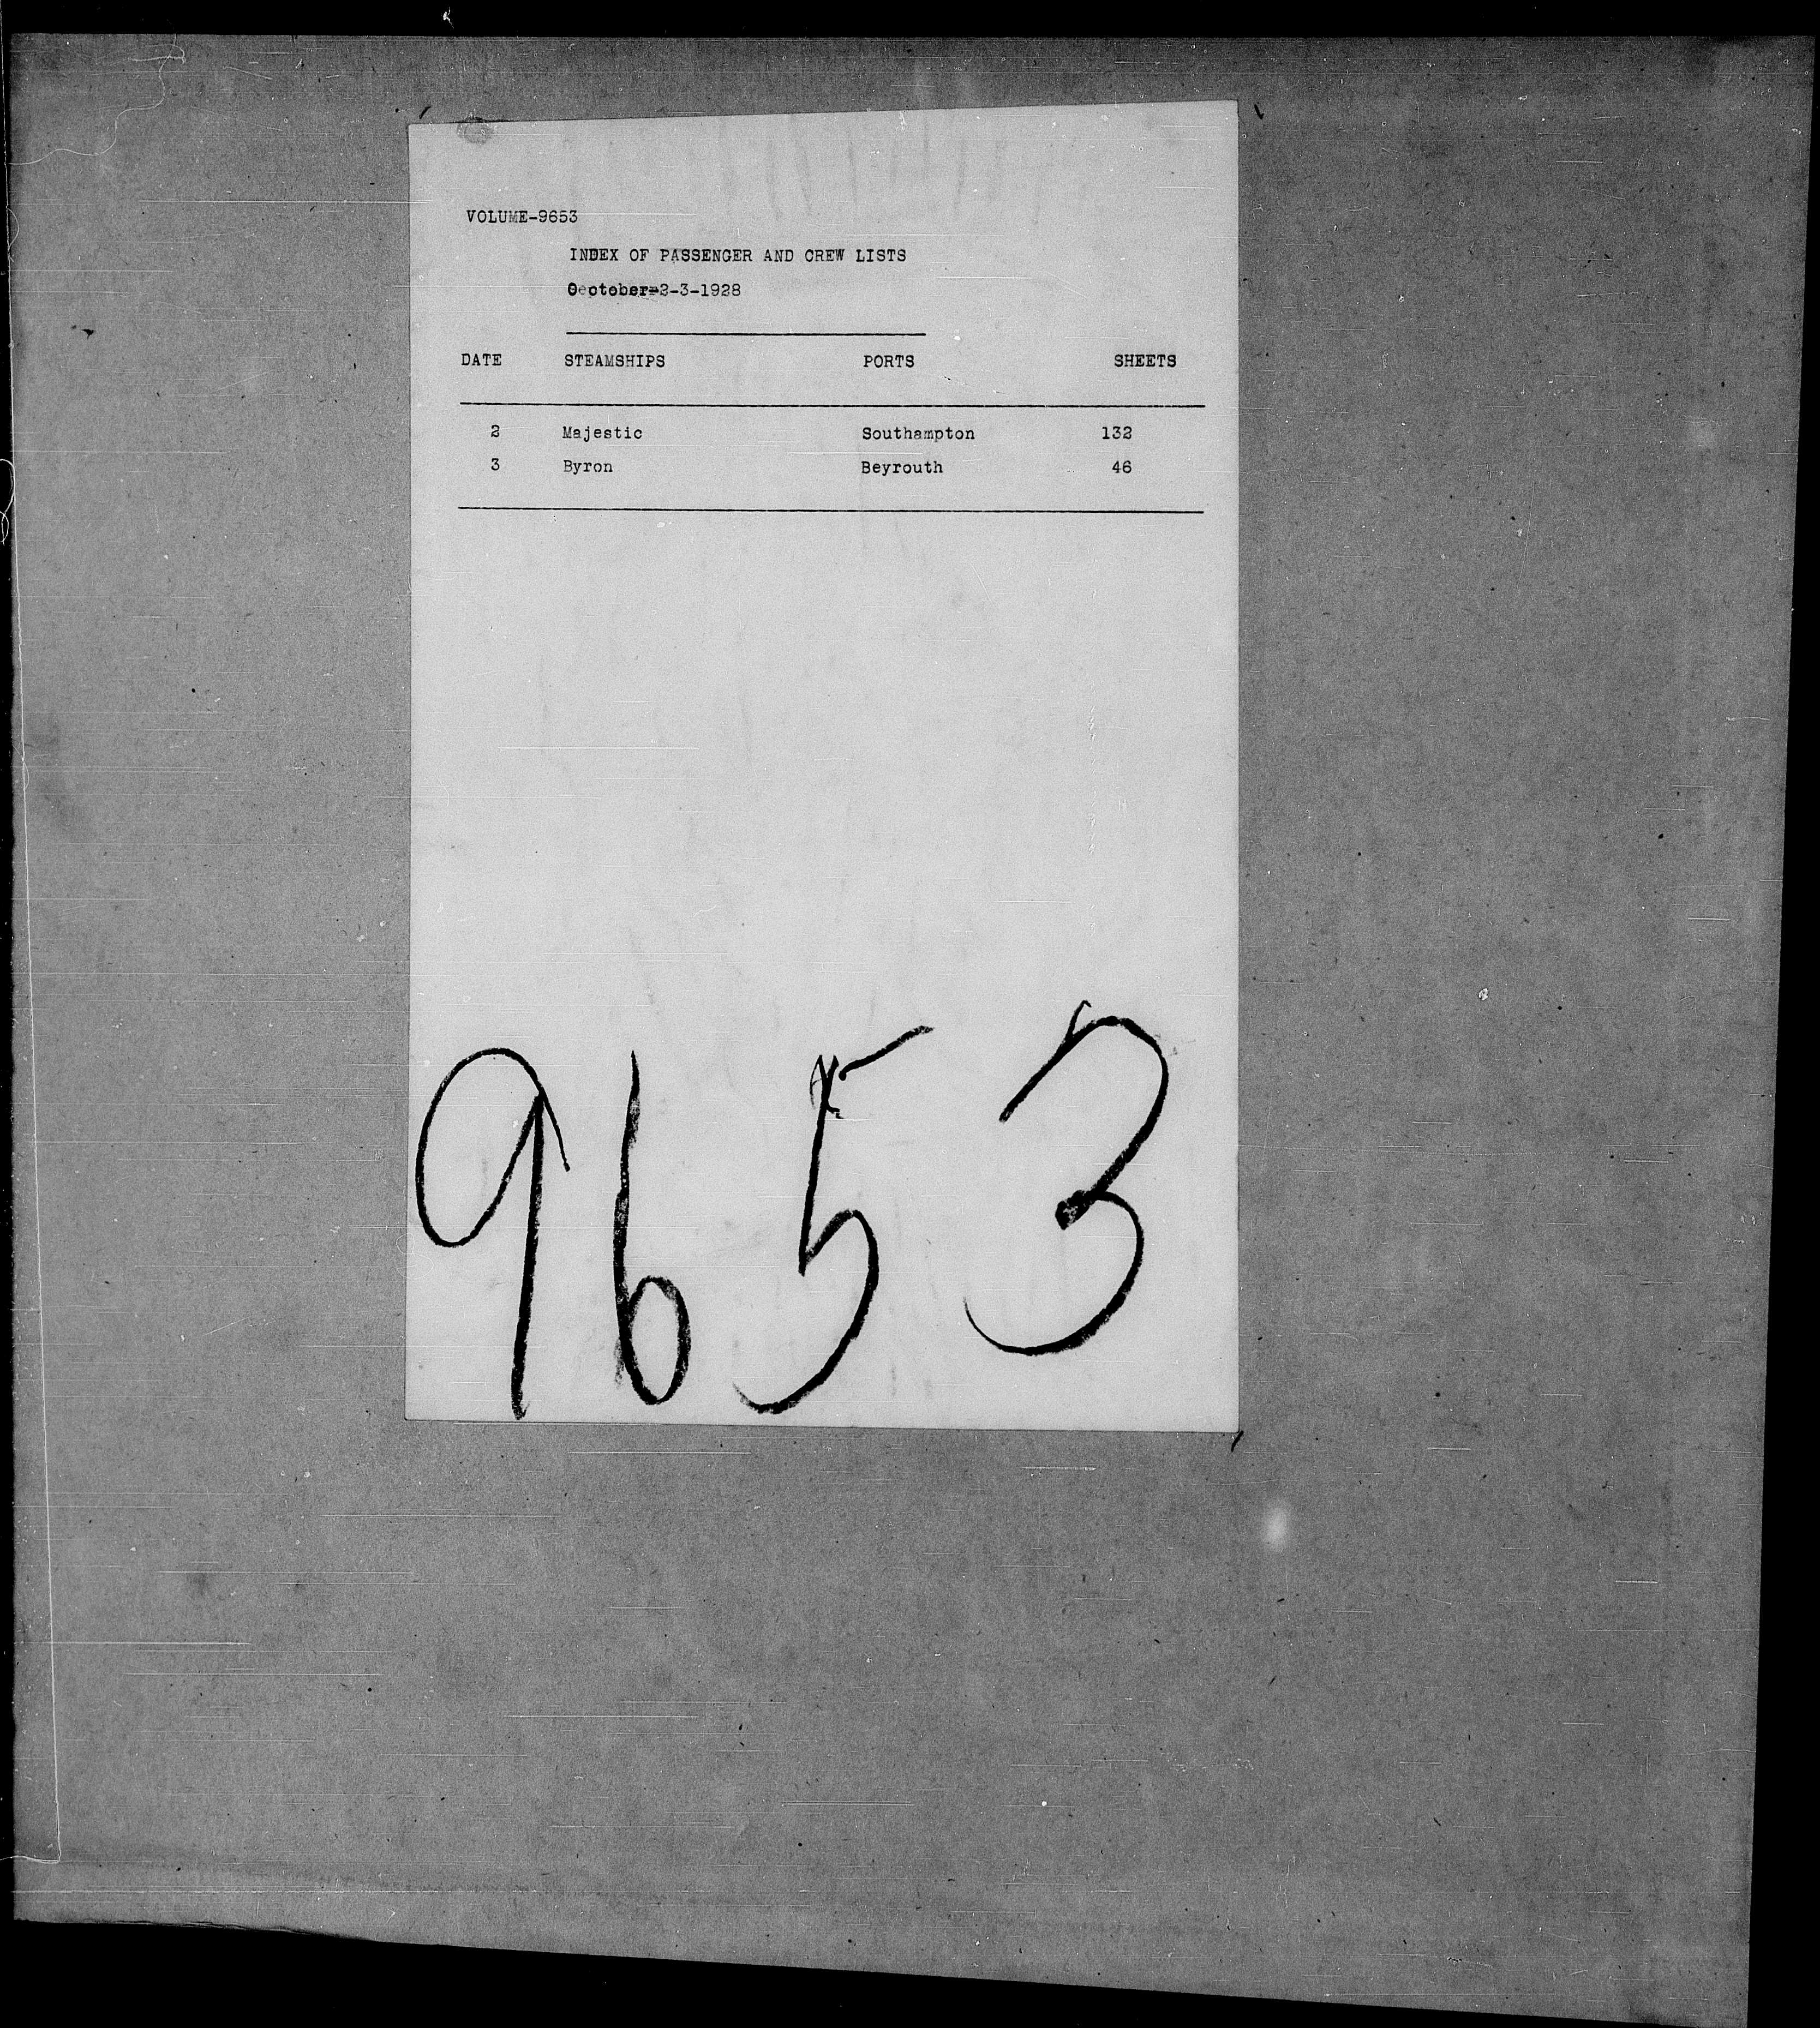 VOLUME-9653
INDEX OF PASSENGER AND CREW LISTS
October-2-3-1928
DATE STEAMSHIPS PORTS SHEETS
2 Majestic Southampton 132
3 Byron Beyrouth 46
9653